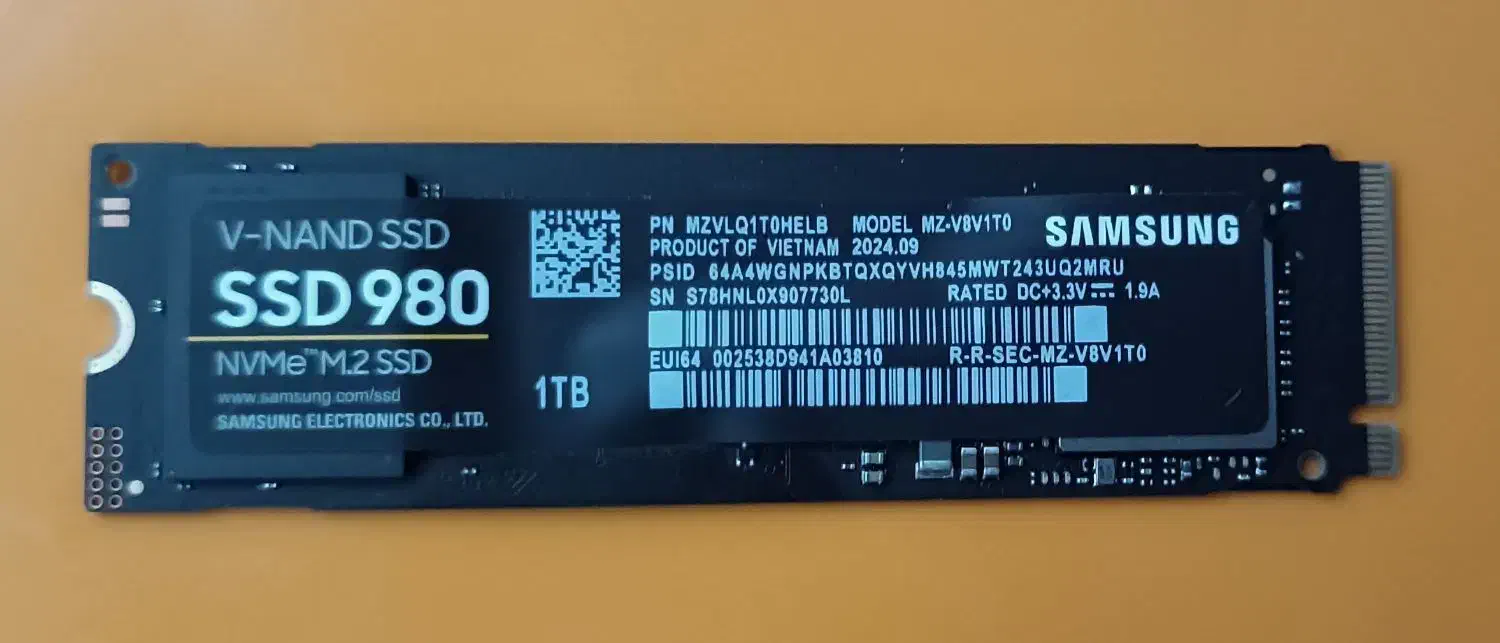 V-NAND SSD
SSD 980
NVMe™ M.2 SSD
www.samsung.com/ssd
SAMSUNG ELECTRONICS CO., LTD.
1TB
PN MZVLQ1T0HELB MODEL MZ-V8V1T0
PRODUCT OF VIETNAM 2024.09
PSID 64A4WGNPKBTQXQYVH845MWT243UQ2MRU
SN S78HNL0X907730L RATED DC+3.3V⎓ 1.9A
EUI64 002538D941A03810 R-R-SEC-MZ-V8V1T0
SAMSUNG